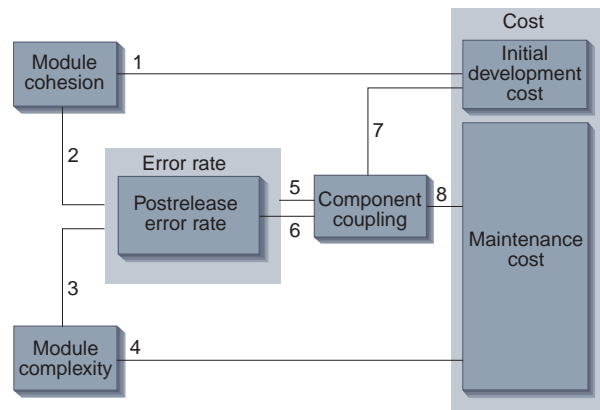 Cost
Module
cohesion
1
Initial
development
cost
2
7
Error rate
Postrelease
error rate
5
6
Component
coupling
8
Maintenance
cost
3
Module
complexity
4